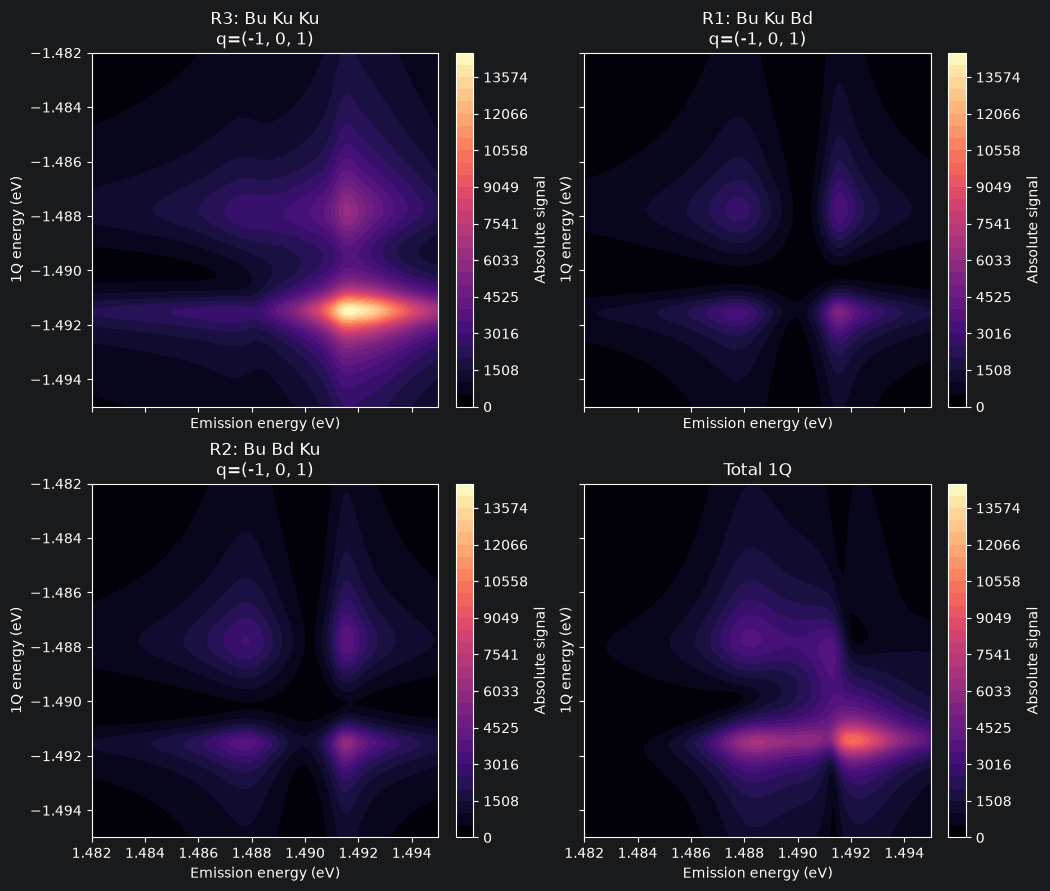 R3: Bu Ku Ku
q=(-1, 0, 1)
−1.482
−1.484
−1.486
−1.488
−1.490
−1.492
−1.494
1Q energy (eV)
Emission energy (eV)
13574
12066
10558
9049
7541
6033
4525
3016
1508
0
Absolute signal
R1: Bu Ku Bd
q=(-1, 0, 1)
1Q energy (eV)
Emission energy (eV)
13574
12066
10558
9049
7541
6033
4525
3016
1508
0
Absolute signal
R2: Bu Bd Ku
q=(-1, 0, 1)
−1.482
−1.484
−1.486
−1.488
−1.490
−1.492
−1.494
1Q energy (eV)
1.482 1.484 1.486 1.488 1.490 1.492 1.494
Emission energy (eV)
13574
12066
10558
9049
7541
6033
4525
3016
1508
0
Absolute signal
Total 1Q
1Q energy (eV)
1.482 1.484 1.486 1.488 1.490 1.492 1.494
Emission energy (eV)
13574
12066
10558
9049
7541
6033
4525
3016
1508
0
Absolute signal